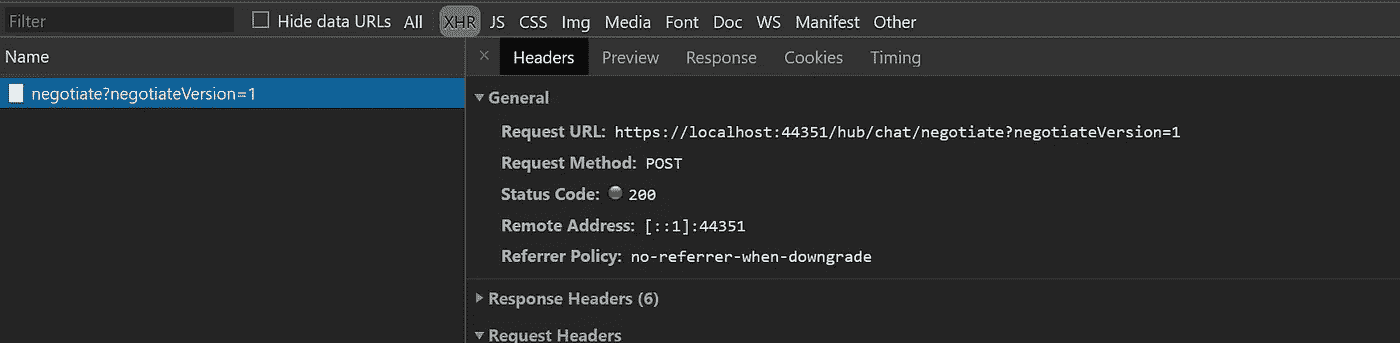 Filter Hide data URLs All XHR JS CSS Img Media Font Doc WS Manifest Other
Name
negotiate?negotiateVersion=1
× Headers Preview Response Cookies Timing
General
Request URL: https://localhost:44351/hub/chat/negotiate?negotiateVersion=1
Request Method: POST
Status Code: 200
Remote Address: [::1]:44351
Referrer Policy: no-referrer-when-downgrade
Response Headers (6)
Request Headers